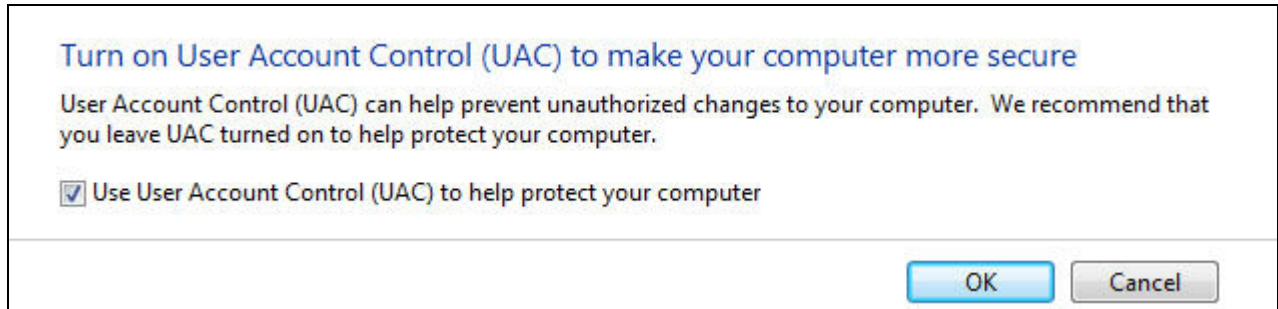 Turn on User Account Control (UAC) to make your computer more secure
User Account Control (UAC) can help prevent unauthorized changes to your computer.  We recommend that
you leave UAC turned on to help protect your computer.
Use User Account Control (UAC) to help protect your computer
OK Cancel